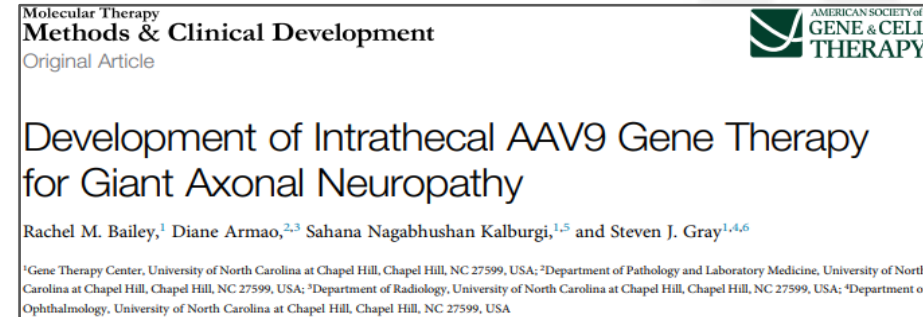 Molecular Therapy
Methods & Clinical Development
Original Article
AMERICAN SOCIETY of
GENE & CELL
THERAPY
Development of Intrathecal AAV9 Gene Therapy
for Giant Axonal Neuropathy
Rachel M. Bailey,1 Diane Armao,2,3 Sahana Nagabhushan Kalburgi,1,5 and Steven J. Gray1,4,6
1Gene Therapy Center, University of North Carolina at Chapel Hill, Chapel Hill, NC 27599, USA; 2Department of Pathology and Laboratory Medicine, University of North
Carolina at Chapel Hill, Chapel Hill, NC 27599, USA; 3Department of Radiology, University of North Carolina at Chapel Hill, Chapel Hill, NC 27599, USA; 4Department of
Ophthalmology, University of North Carolina at Chapel Hill, Chapel Hill, NC 27599, USA